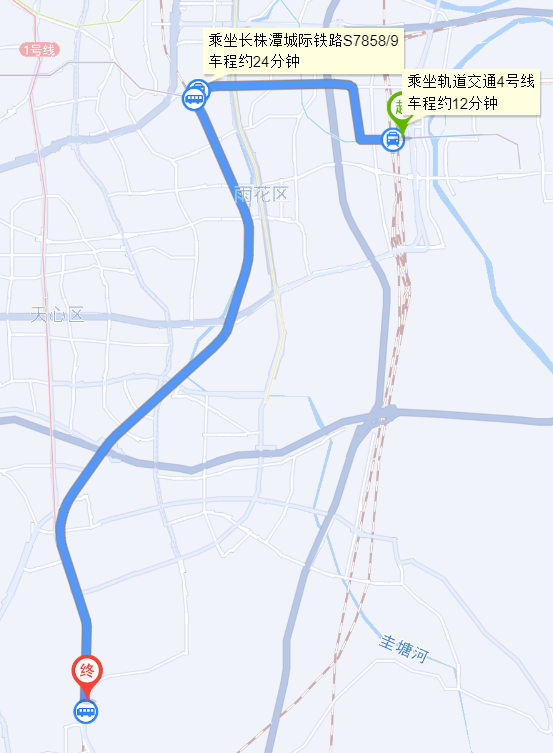 乘坐长株潭城际铁路S7858/9
车程约24分钟
1号线
乘坐轨道交通4号线
车程约12分钟
起
雨花区
天心区
圭塘河
终